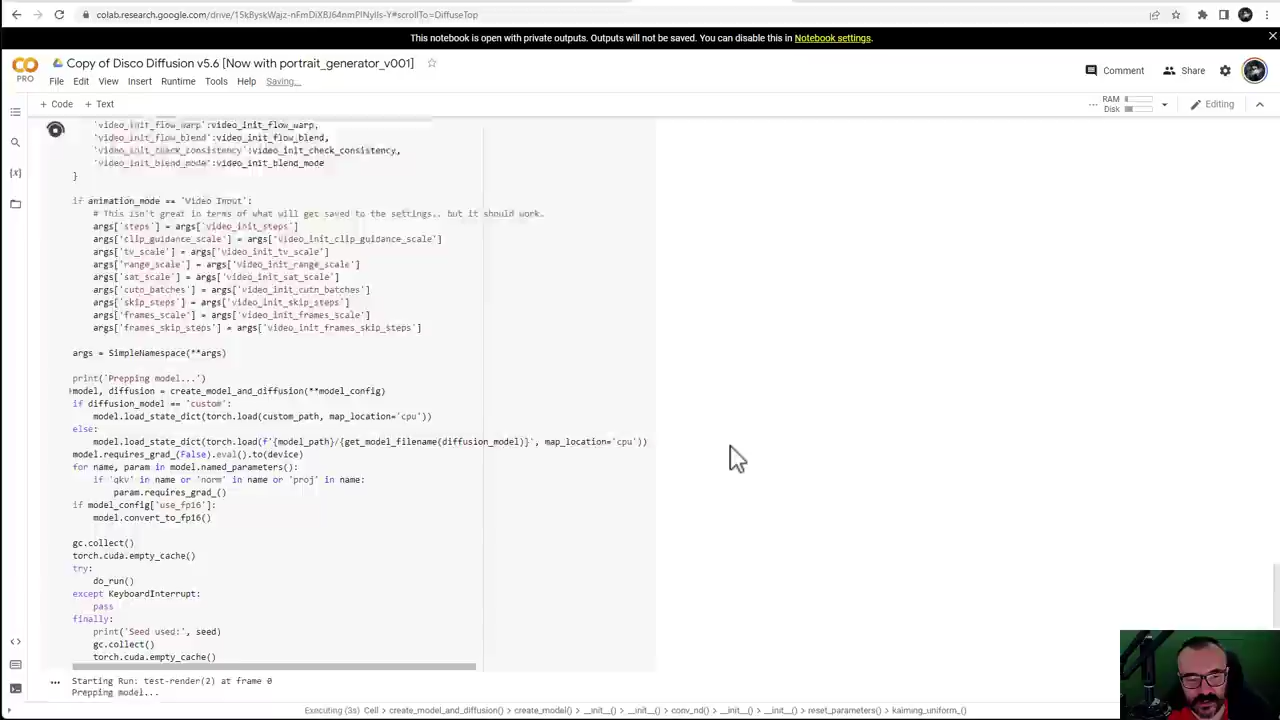 colab.research.google.com/drive/15kByskWajz-nFmDiXBJ64nmPlNylls-Y#scrollTo=DiffuseTop
This notebook is open with private outputs. Outputs will not be saved. You can disable this in Notebook settings.
Copy of Disco Diffusion v5.6 [Now with portrait_generator_v001]
PRO
File Edit View Insert Runtime Tools Help Saving...
Comment Share
+ Code + Text
RAM
Disk
Editing
'video_init_flow_warp':video_init_flow_warp,
'video_init_flow_blend':video_init_flow_blend,
'video_init_check_consistency':video_init_check_consistency,
'video_init_blend_mode':video_init_blend_mode
}
if animation_mode == 'Video Input':
# This isn't great in terms of what will get saved to the settings.. but it should work.
args['steps'] = args['video_init_steps']
args['clip_guidance_scale'] = args['video_init_clip_guidance_scale']
args['tv_scale'] = args['video_init_tv_scale']
args['range_scale'] = args['video_init_range_scale']
args['sat_scale'] = args['video_init_sat_scale']
args['cutn_batches'] = args['video_init_cutn_batches']
args['skip_steps'] = args['video_init_skip_steps']
args['frames_scale'] = args['video_init_frames_scale']
args['frames_skip_steps'] = args['video_init_frames_skip_steps']
args = SimpleNamespace(**args)
print('Prepping model...')
model, diffusion = create_model_and_diffusion(**model_config)
if diffusion_model == 'custom':
model.load_state_dict(torch.load(custom_path, map_location='cpu'))
else:
model.load_state_dict(torch.load(f'{model_path}/{get_model_filename(diffusion_model)}', map_location='cpu'))
model.requires_grad_(False).eval().to(device)
for name, param in model.named_parameters():
if 'qkv' in name or 'norm' in name or 'proj' in name:
param.requires_grad_()
if model_config['use_fp16']:
model.convert_to_fp16()
gc.collect()
torch.cuda.empty_cache()
try:
do_run()
except KeyboardInterrupt:
pass
finally:
print('Seed used:', seed)
gc.collect()
torch.cuda.empty_cache()
Starting Run: test-render(2) at frame 0
Prepping model...
Executing (3s) Cell > create_model_and_diffusion() > create_model() > __init__() > __init__() > conv_nd() > __init__() > __init__() > reset_parameters() > kaiming_uniform_()